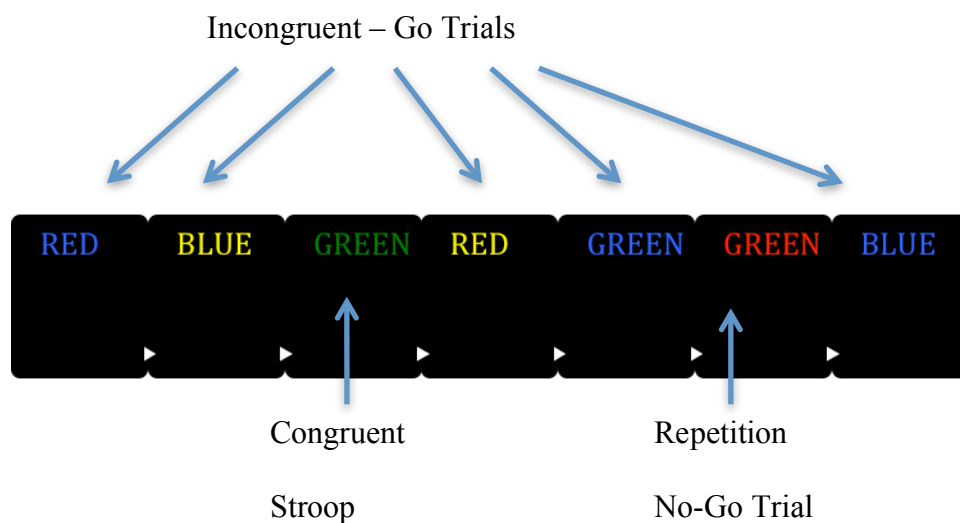 Incongruent – Go Trials
RED BLUE GREEN RED GREEN GREEN BLUE
Congruent Repetition
Stroop No-Go Trial